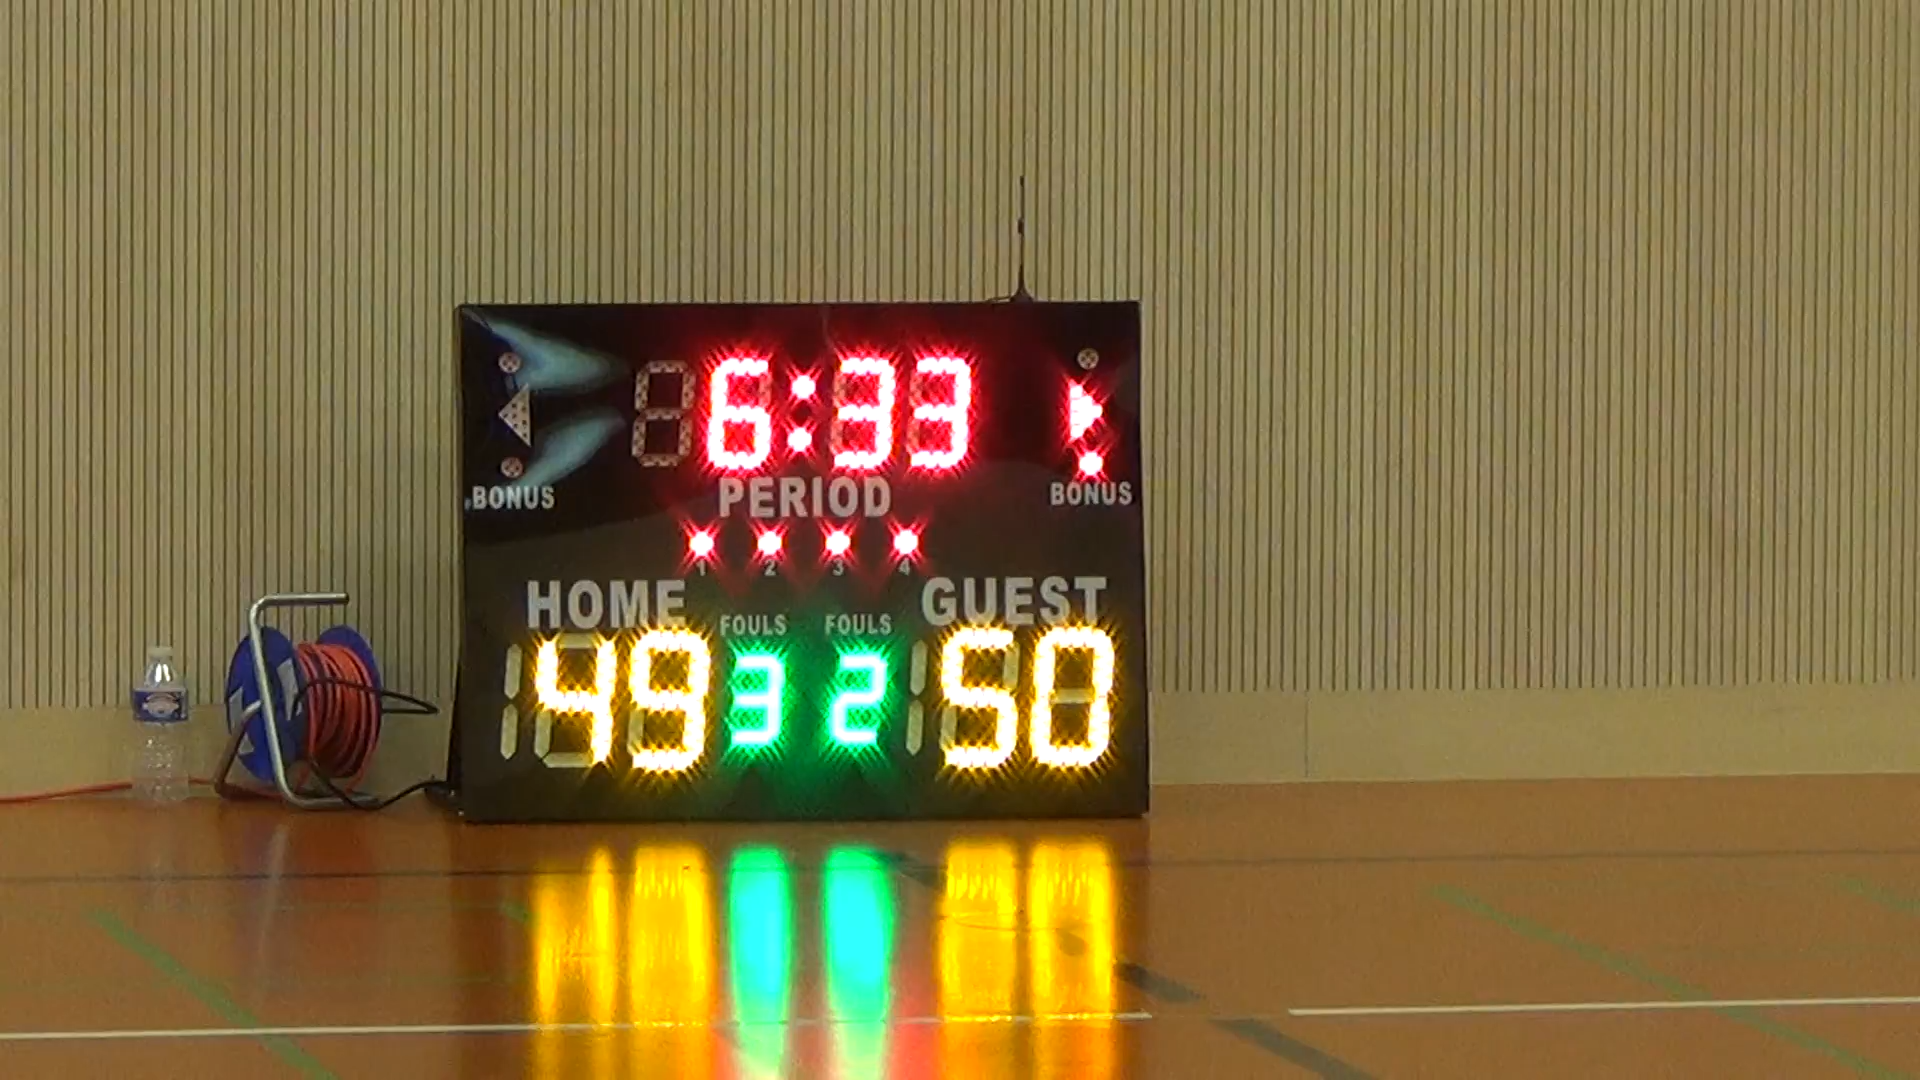 6:33
BONUS PERIOD BONUS
1 2 3 4
HOME GUEST
FOULS FOULS
49 3 2 50